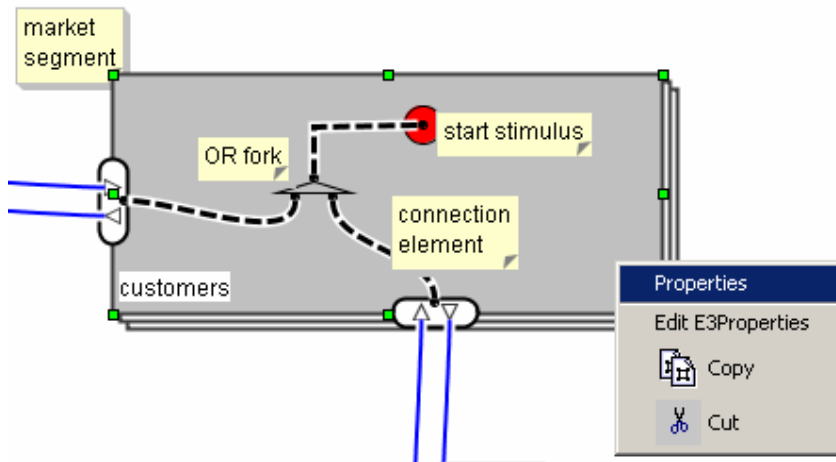 market
segment
OR fork
start stimulus
connection
element
customers
Properties
Edit E3Properties
Copy
Cut